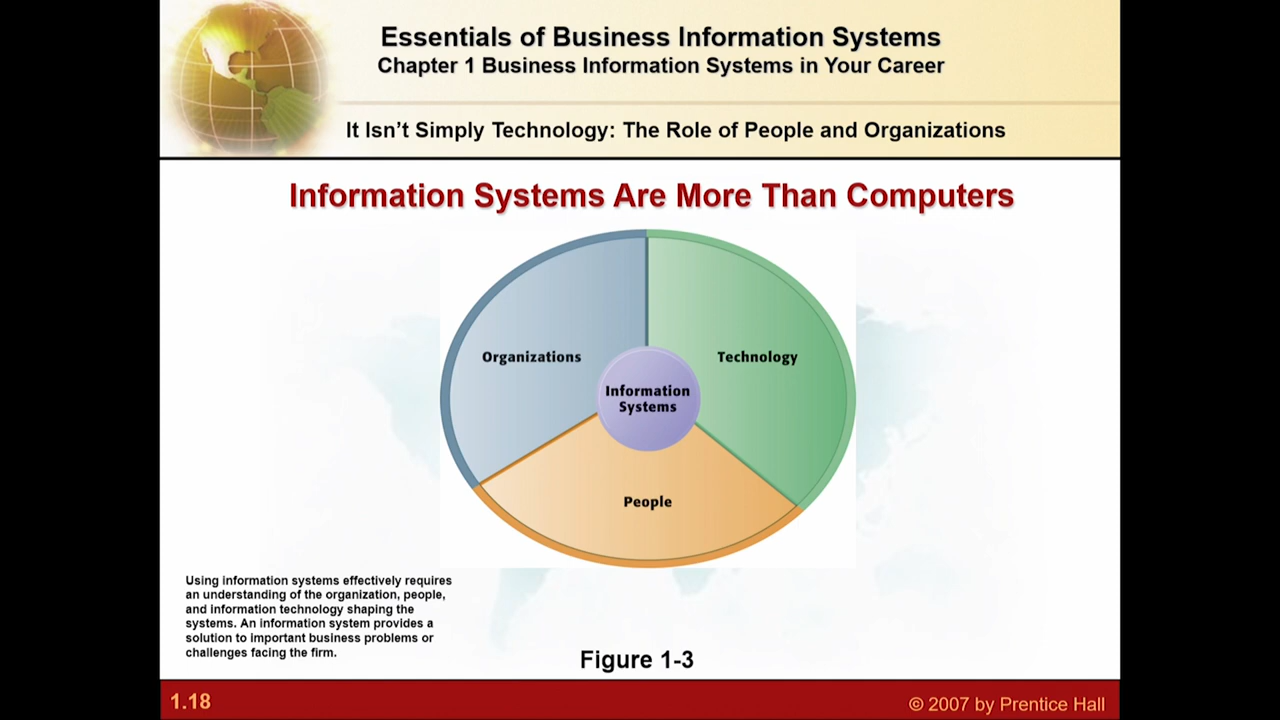 Essentials of Business Information Systems
Chapter 1 Business Information Systems in Your Career
It Isn’t Simply Technology: The Role of People and Organizations
Information Systems Are More Than Computers
Organizations
Technology
Information
Systems
People
Using information systems effectively requires
an understanding of the organization, people,
and information technology shaping the
systems. An information system provides a
solution to important business problems or
challenges facing the firm.
Figure 1-3
1.18
© 2007 by Prentice Hall